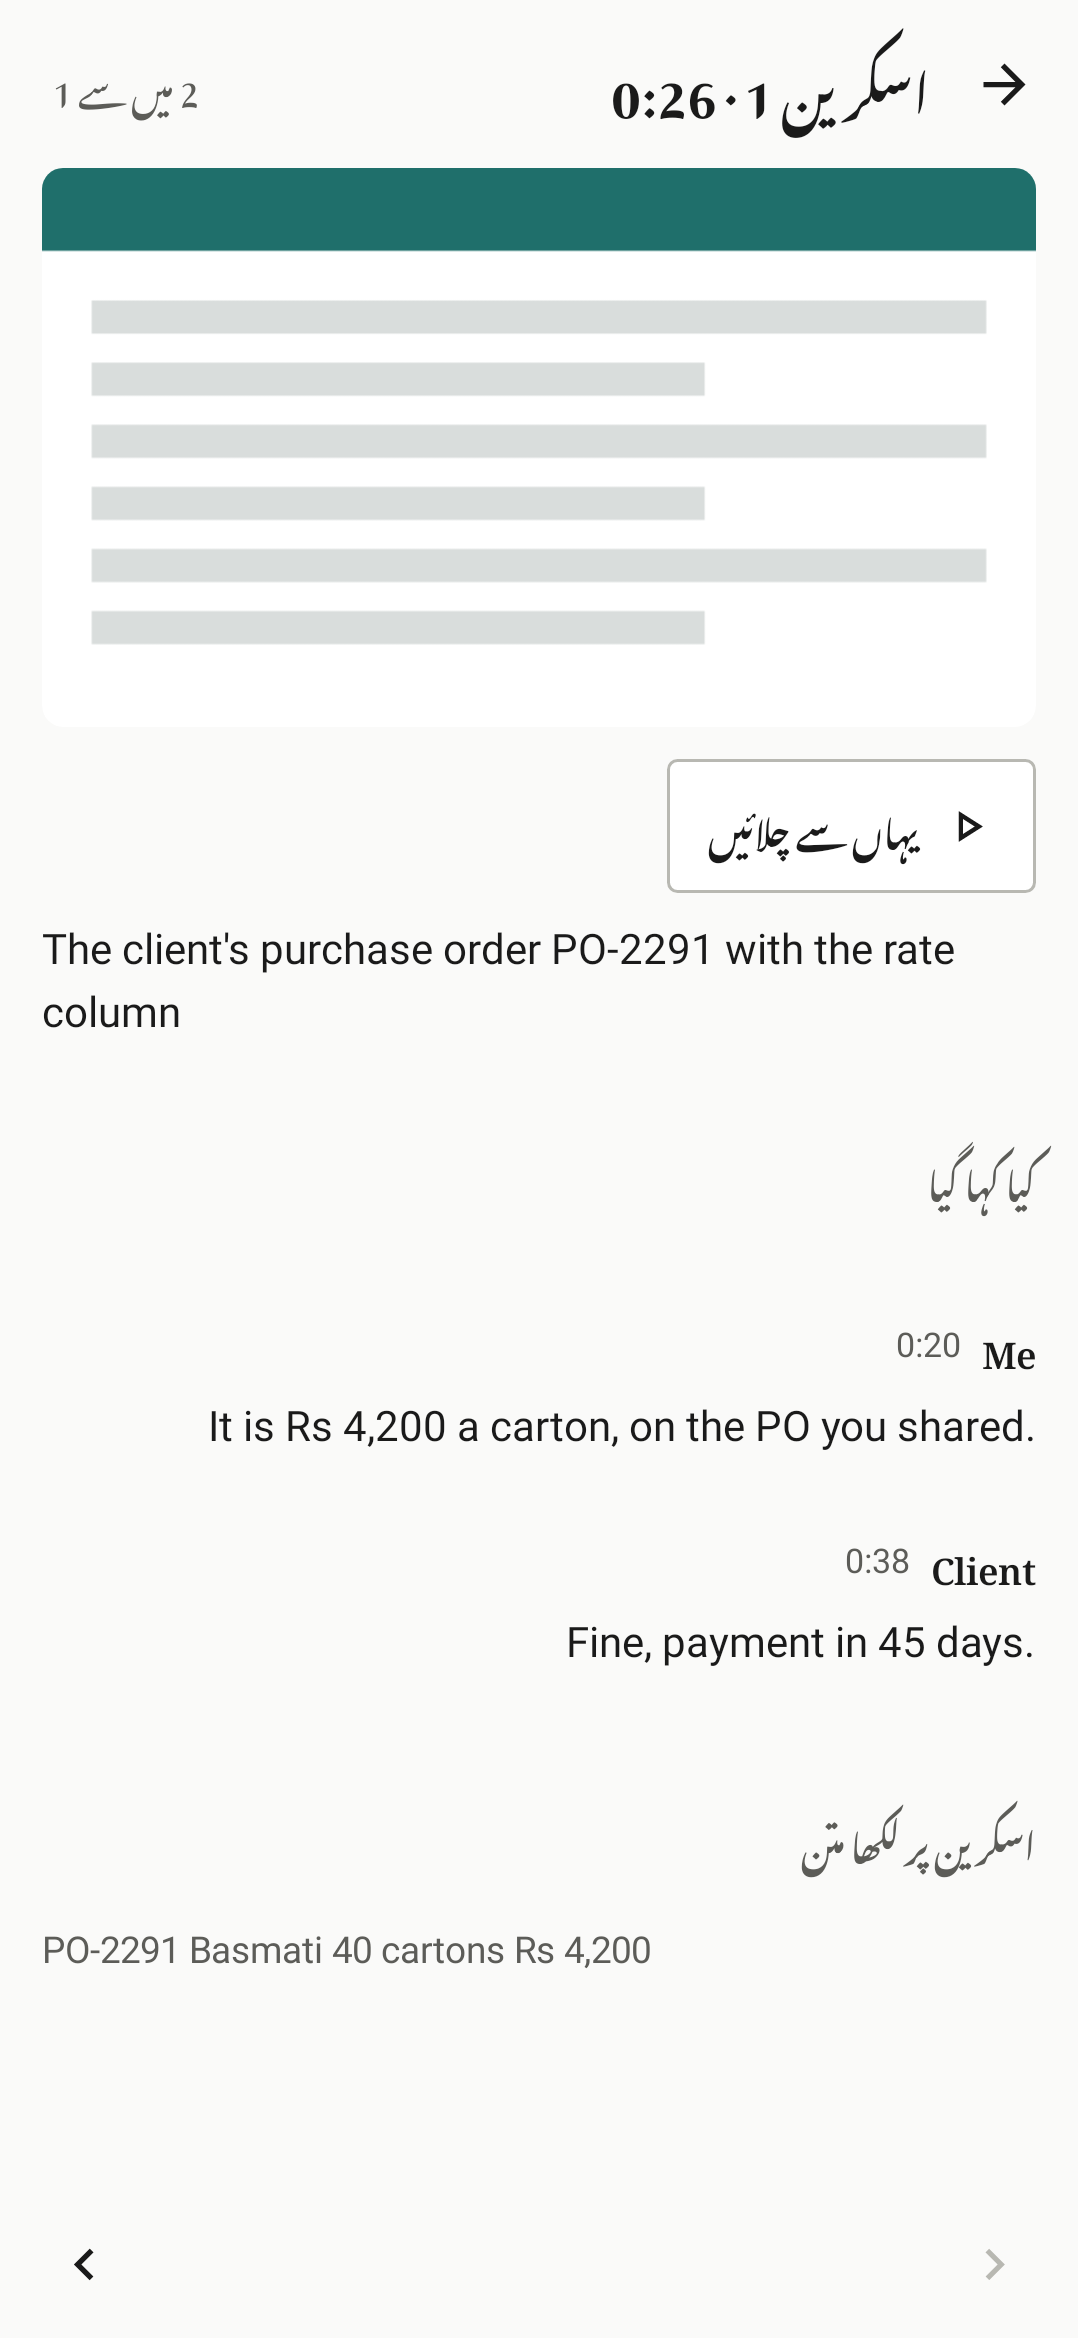 اسکرین 1 · 0:26
2 میں سے 1
یہاں سے چلائیں
The client's purchase order PO-2291 with the rate
column
کیا کہا گیا
Me 0:20
It is Rs 4,200 a carton, on the PO you shared.
Client 0:38
Fine, payment in 45 days.
اسکرین پر لکھا متن
PO-2291 Basmati 40 cartons Rs 4,200